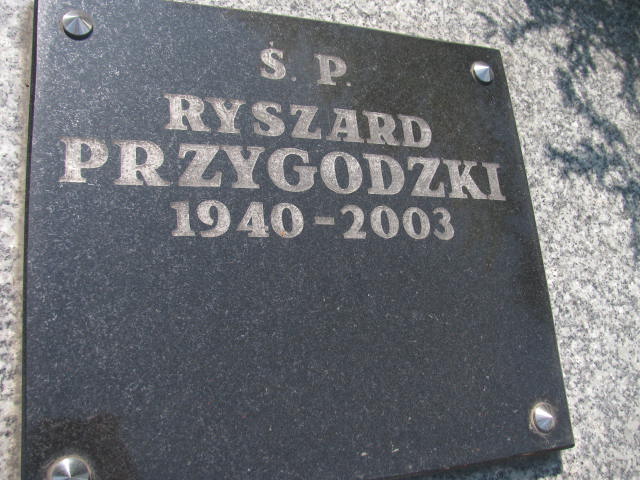 Ś. P.
RYSZARD
PRZYGODZKI
1940-2003